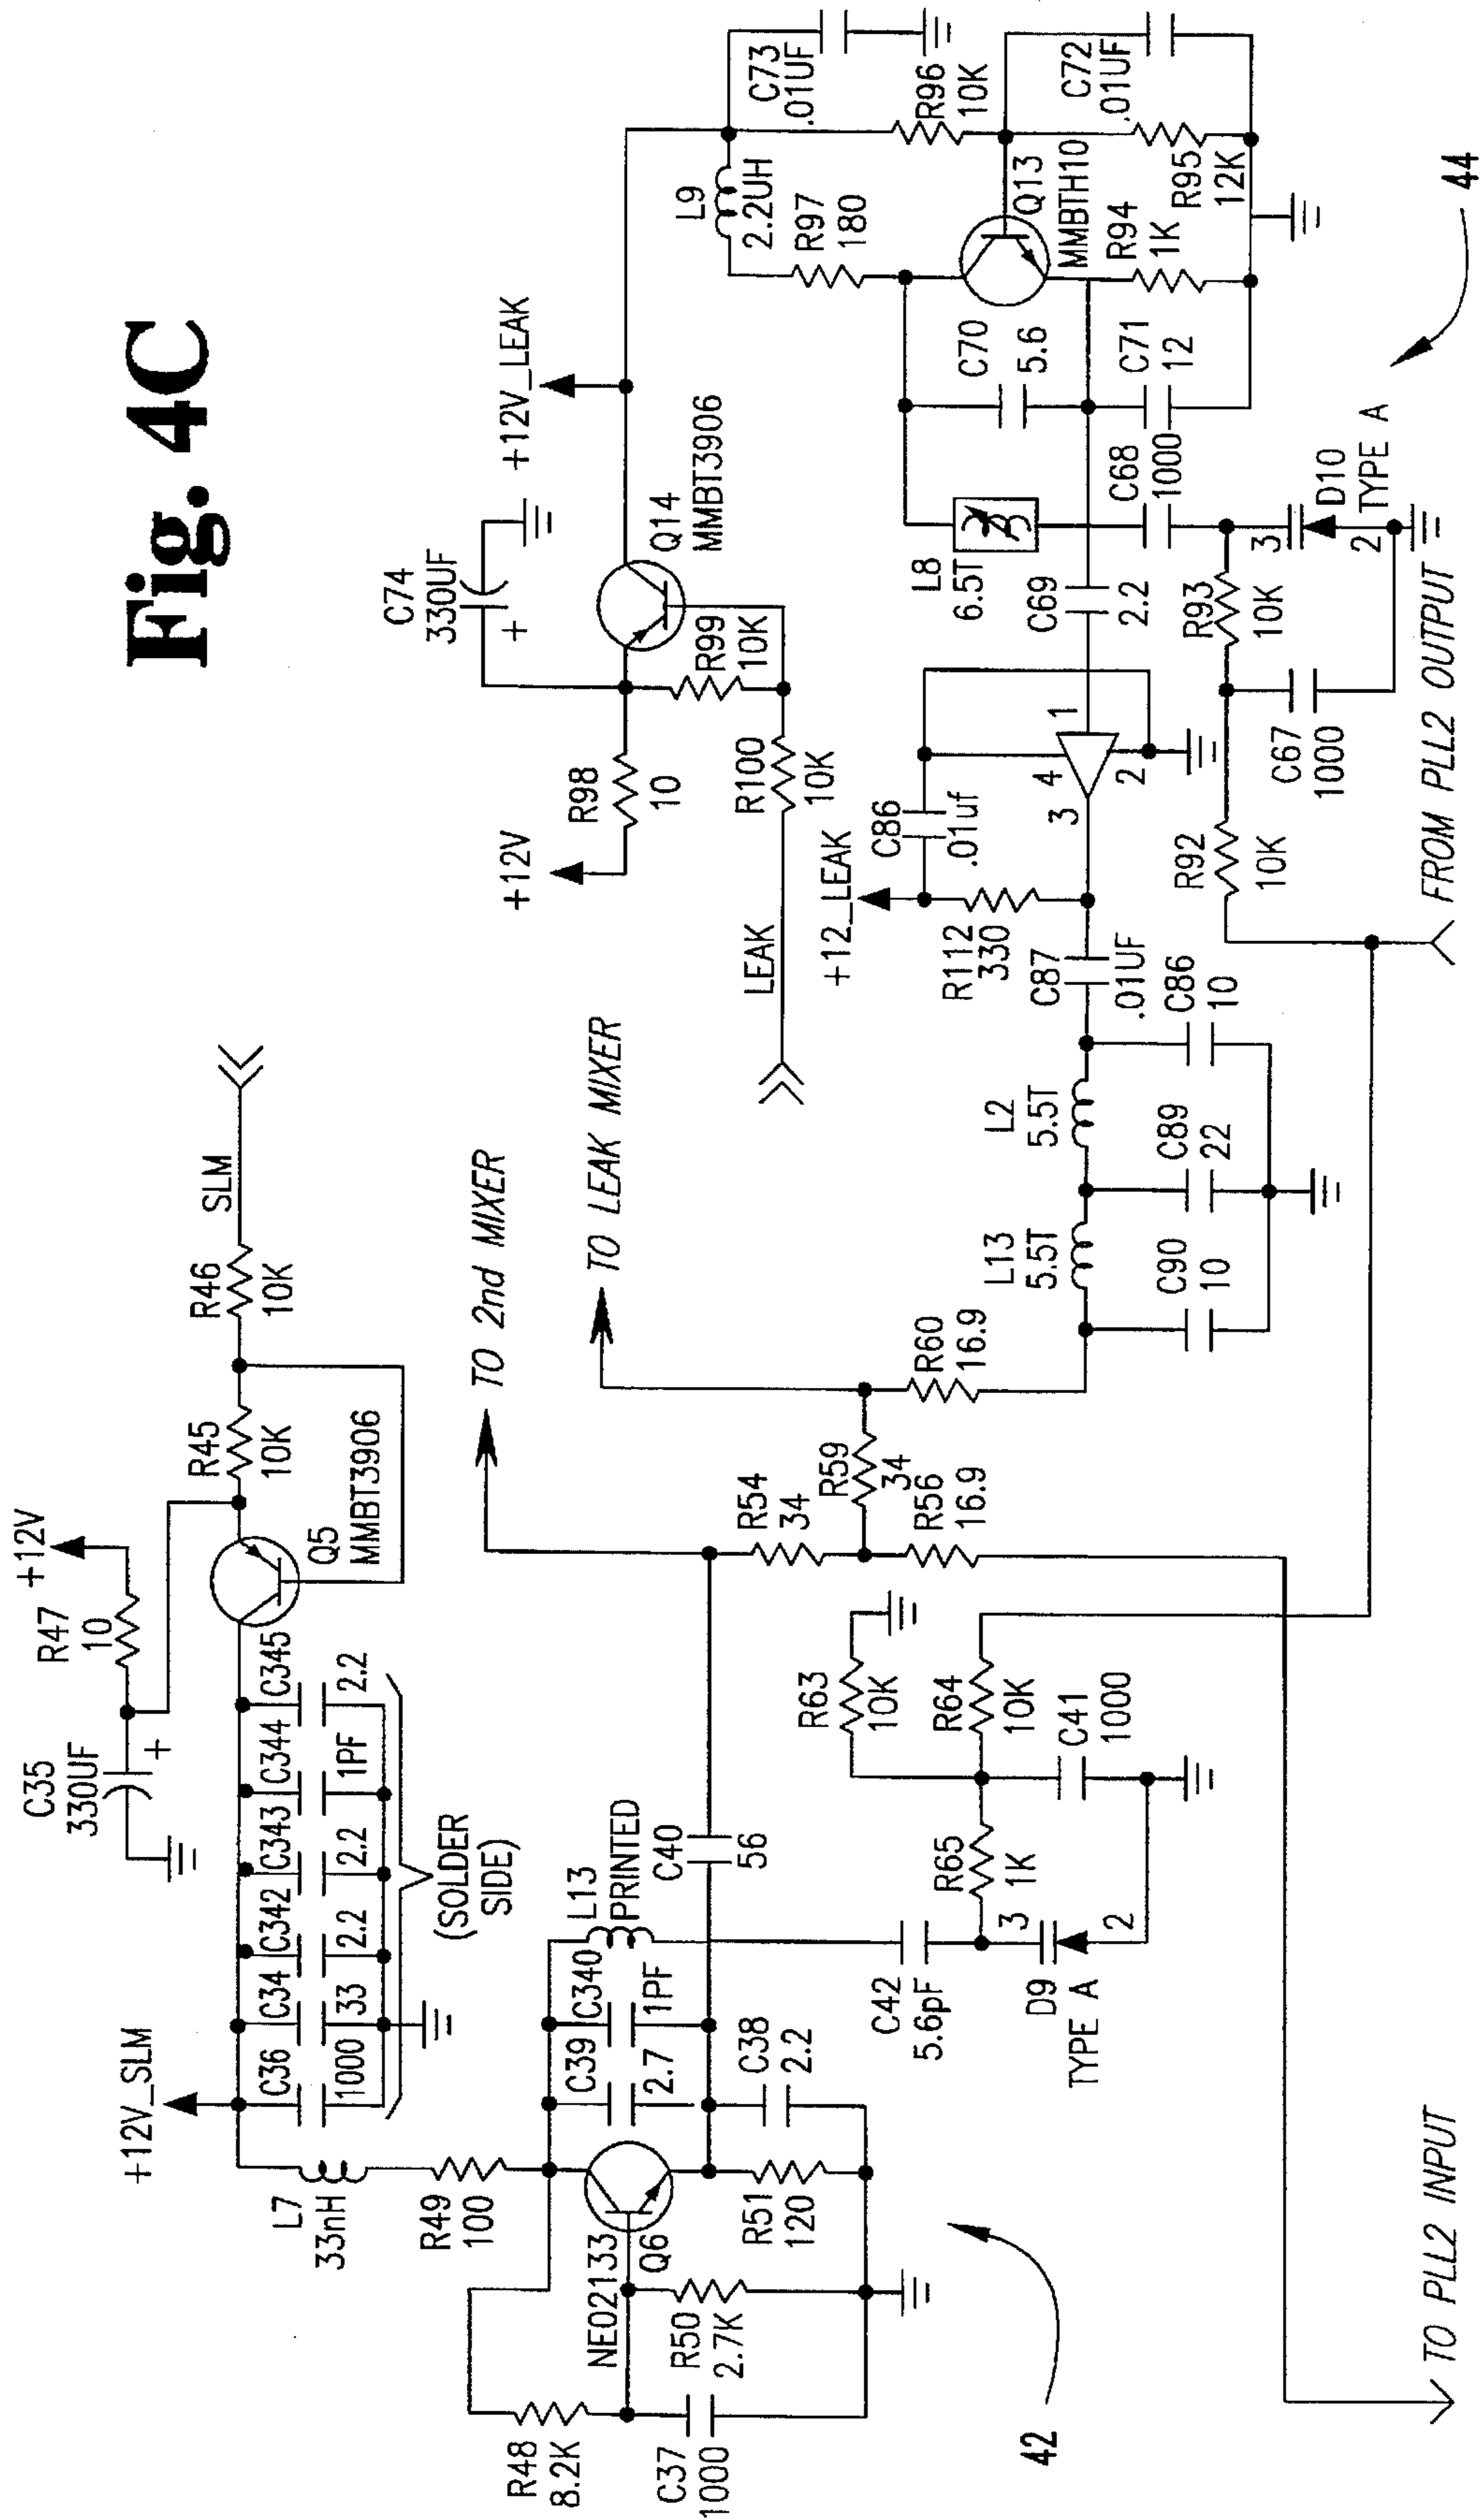 Fig. 4C
C35
330UF
+
+12V
R47
10
+12V_SLM
C36
1000
C34
33
C342
2.2
C343
2.2
C344
1PF
C345
2.2
(SOLDER
SIDE)
Q5
MMBT3906
R45
10K
R46
10K
SLM
L7
33nH
R49
100
R48
8.2K
NE02133
Q6
R50
2.7K
C37
1000
R51
120
C39
2.7
C340
1PF
C38
2.2
L13
PRINTED
C40
56
C42
5.6pF
D9
TYPE A
3
2
R65
1K
R63
10K
R64
10K
C41
1000
42
TO PLL2 INPUT
TO 2nd MIXER
TO LEAK MIXER
R54
34
R59
34
R56
16.9
R60
16.9
L13
5.5T
L2
5.5T
C90
10
C89
22
C86
10
C87
.01UF
R112
330
+12_LEAK
C86
.01uf
3
4
1
2
LEAK
R100
10K
+12V
R98
10
R99
10K
C74
330UF
+
Q14
MMBT3906
+12V_LEAK
L9
2.2UH
R97
180
C73
.01UF
R96
10K
Q13
MMBTH10
C72
.01UF
R95
12K
R94
1K
C70
5.6
C71
12
L8
6.5T
C69
2.2
C68
1000
R93
10K
R92
10K
C67
1000
3
2
D10
TYPE A
FROM PLL2 OUTPUT
44